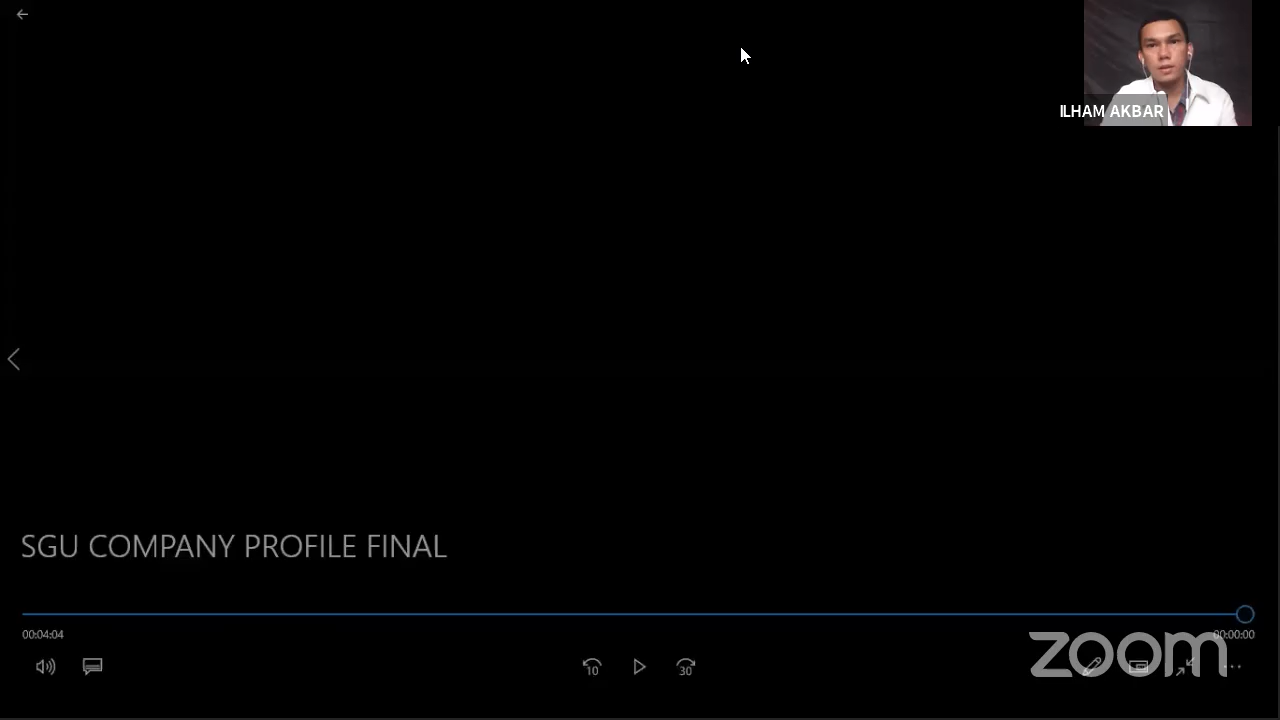 ILHAM AKBAR
SGU COMPANY PROFILE FINAL
00:04:04
00:00:00
10
30
zoom